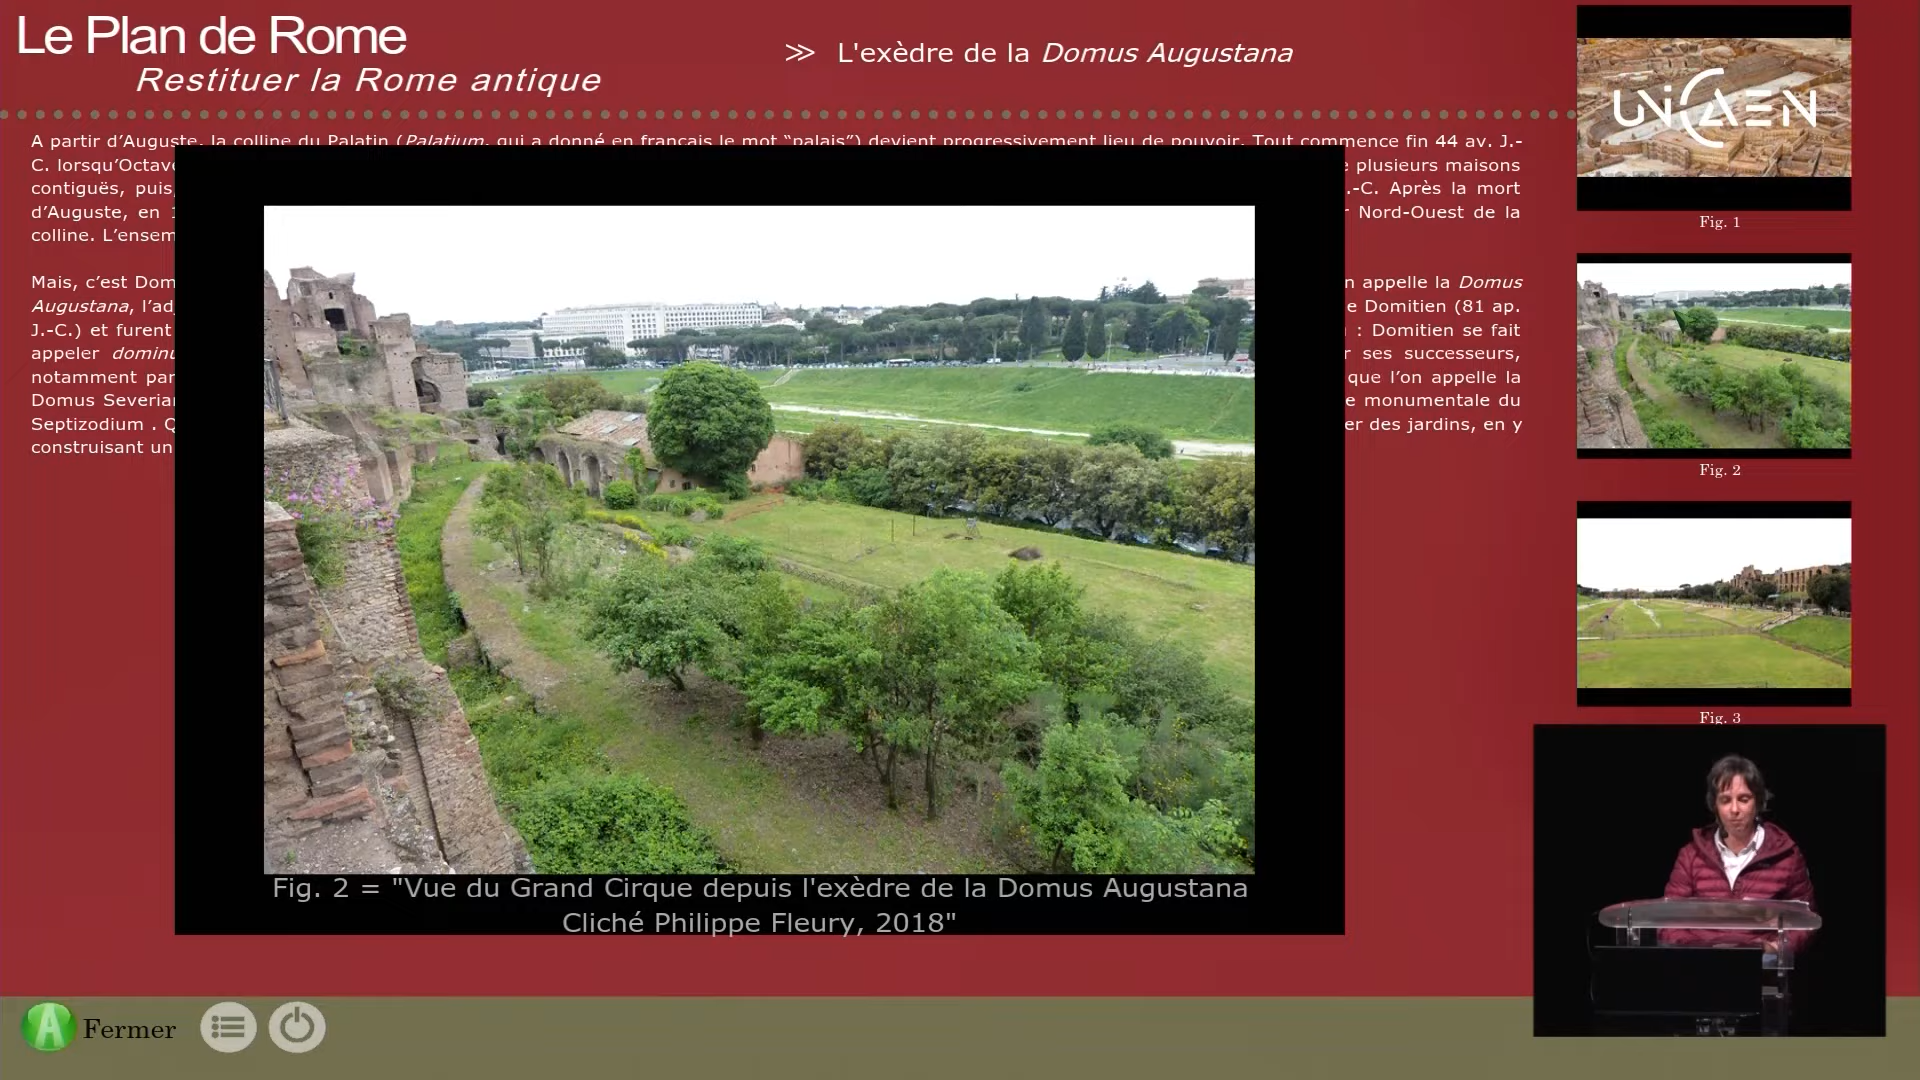 Le Plan de Rome
Restituer la Rome antique
>> L'exèdre de la Domus Augustana
A partir d’Auguste, la colline du Palatin (Palatium, qui a donné en français le mot “palais”) devient progressivement lieu de pouvoir. Tout commence fin 44 av. J.-
C. lorsqu’Octave plusieurs maisons
contiguës, puis, .-C. Après la mort
d’Auguste, en Nord-Ouest de la
colline. L’ensem
Mais, c’est Dom n appelle la Domus
Augustana, l’ad e Domitien (81 ap.
J.-C.) et furent : Domitien se fait
appeler dominu r ses successeurs,
notamment par que l’on appelle la
Domus Severian e monumentale du
Septizodium . Q er des jardins, en y
construisant un
Fig. 2 = "Vue du Grand Cirque depuis l'exèdre de la Domus Augustana
Cliché Philippe Fleury, 2018"
UNICAEN
Fig. 1
Fig. 2
Fig. 3
A Fermer